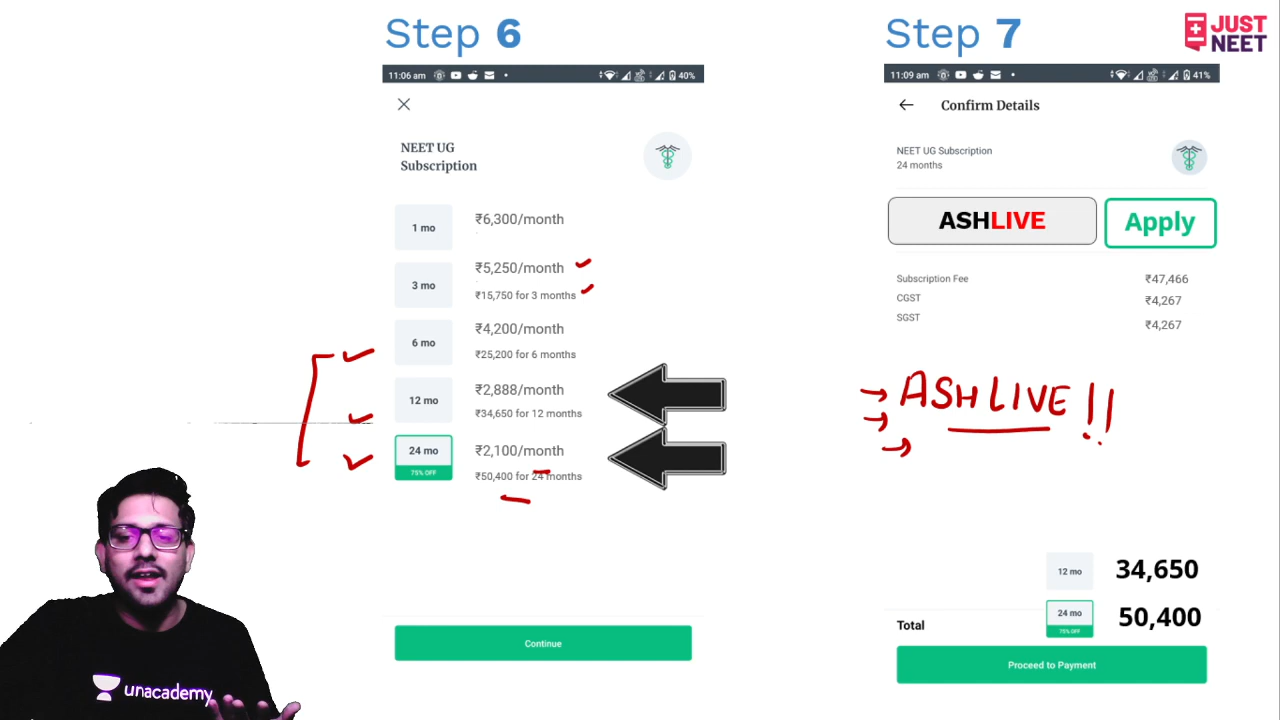 Step 6
11:06 am
40%
NEET UG
Subscription
1 mo
₹6,300/month
3 mo
₹5,250/month
₹15,750 for 3 months
6 mo
₹4,200/month
₹25,200 for 6 months
12 mo
₹2,888/month
₹34,650 for 12 months
24 mo
75% OFF
₹2,100/month
₹50,400 for 24 months
Continue
unacademy
Step 7
JUST
NEET
11:09 am
41%
Confirm Details
NEET UG Subscription
24 months
ASHLIVE
Apply
Subscription Fee ₹47,466
CGST ₹4,267
SGST ₹4,267
ASHLIVE!!
12 mo 34,650
Total
24 mo 50,400
75% OFF
Proceed to Payment